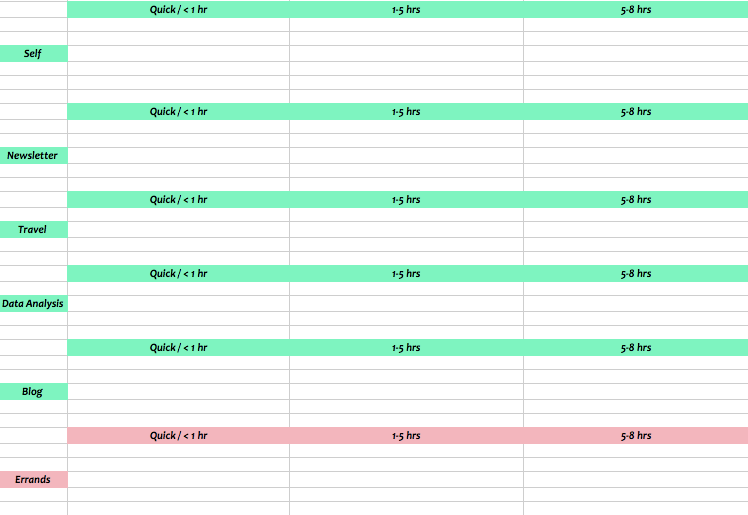 Quick / < 1 hr 1-5 hrs 5-8 hrs
Self
Quick / < 1 hr 1-5 hrs 5-8 hrs
Newsletter
Quick / < 1 hr 1-5 hrs 5-8 hrs
Travel
Quick / < 1 hr 1-5 hrs 5-8 hrs
Data Analysis
Quick / < 1 hr 1-5 hrs 5-8 hrs
Blog
Quick / < 1 hr 1-5 hrs 5-8 hrs
Errands